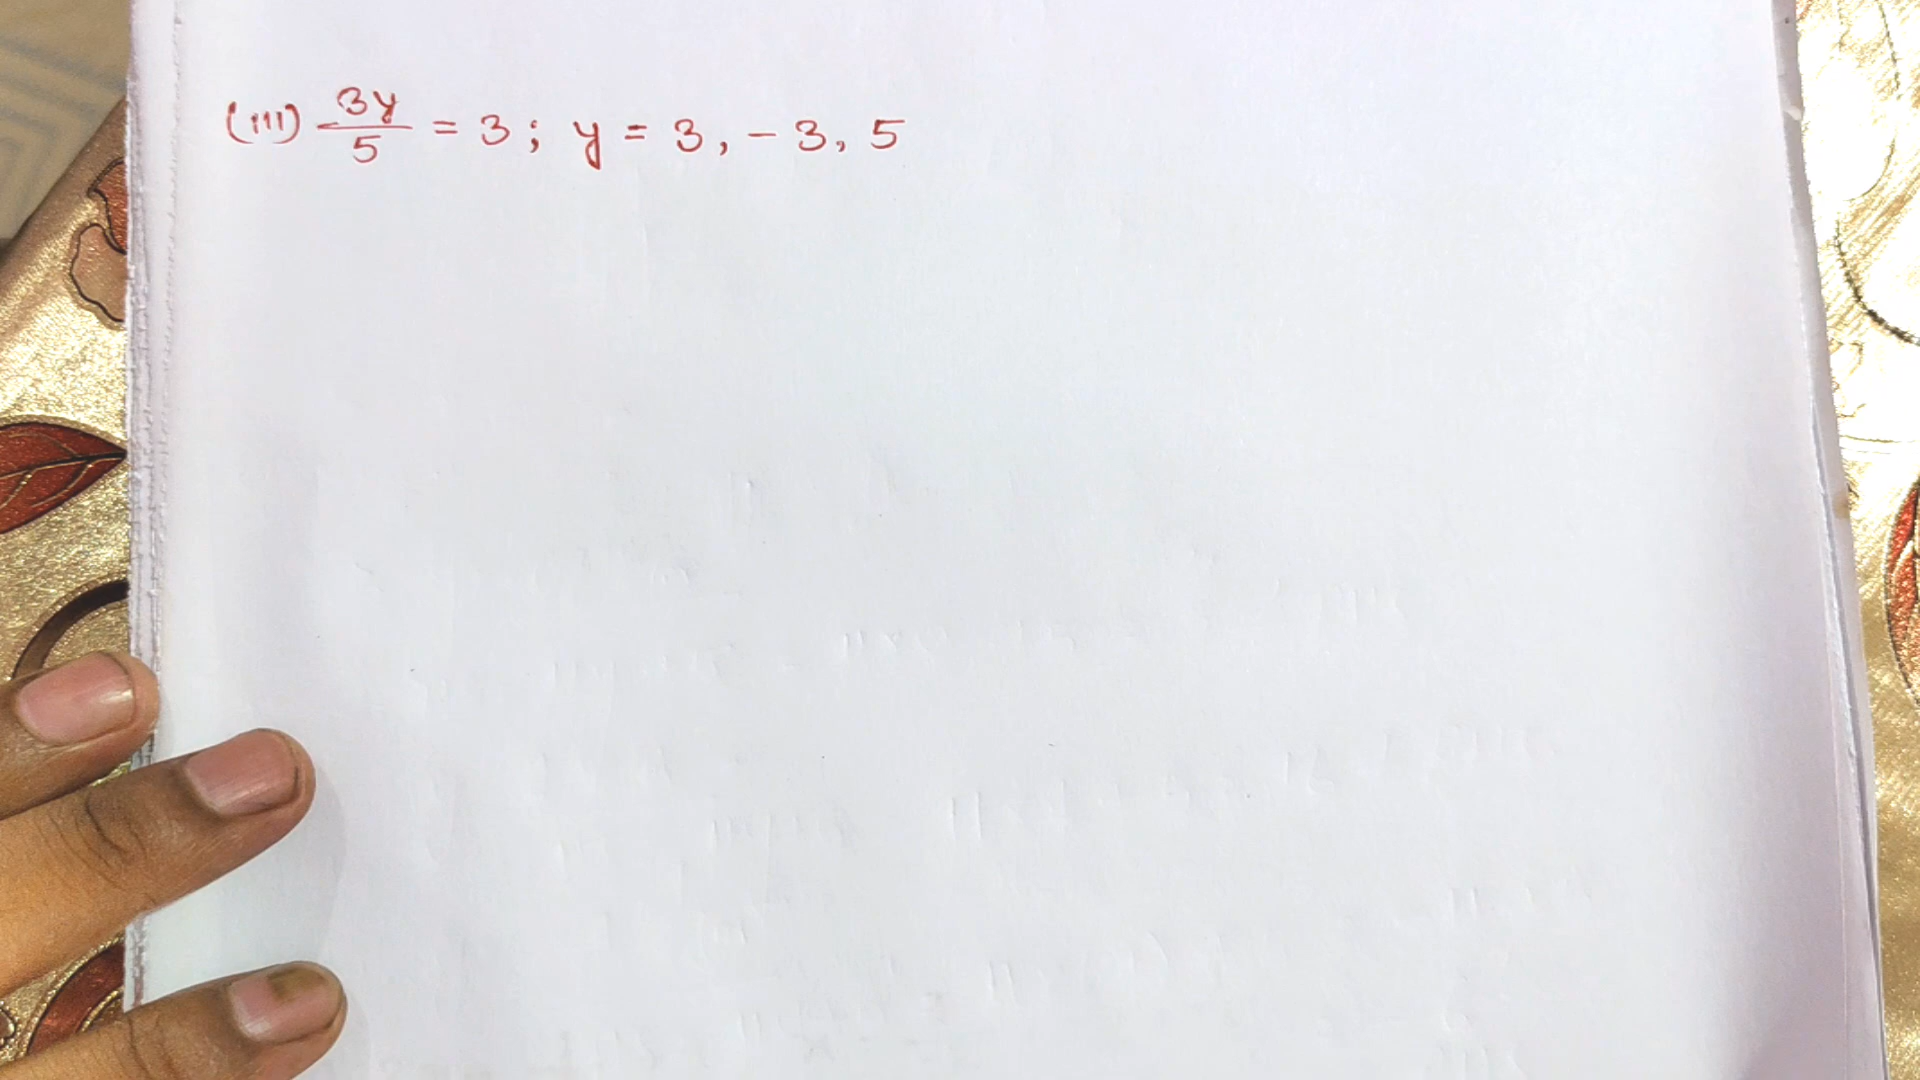 (iii) 3y/5 = 3; y = 3, - 3, 5